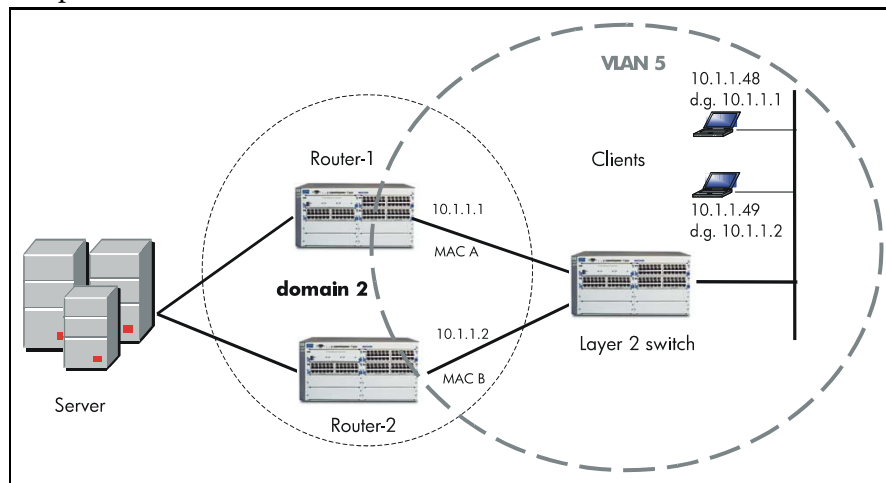 VLAN 5
10.1.1.48
d.g. 10.1.1.1
Router-1
Clients
10.1.1.1
10.1.1.49
d.g. 10.1.1.2
MAC A
domain 2
10.1.1.2
Layer 2 switch
MAC B
Server
Router-2